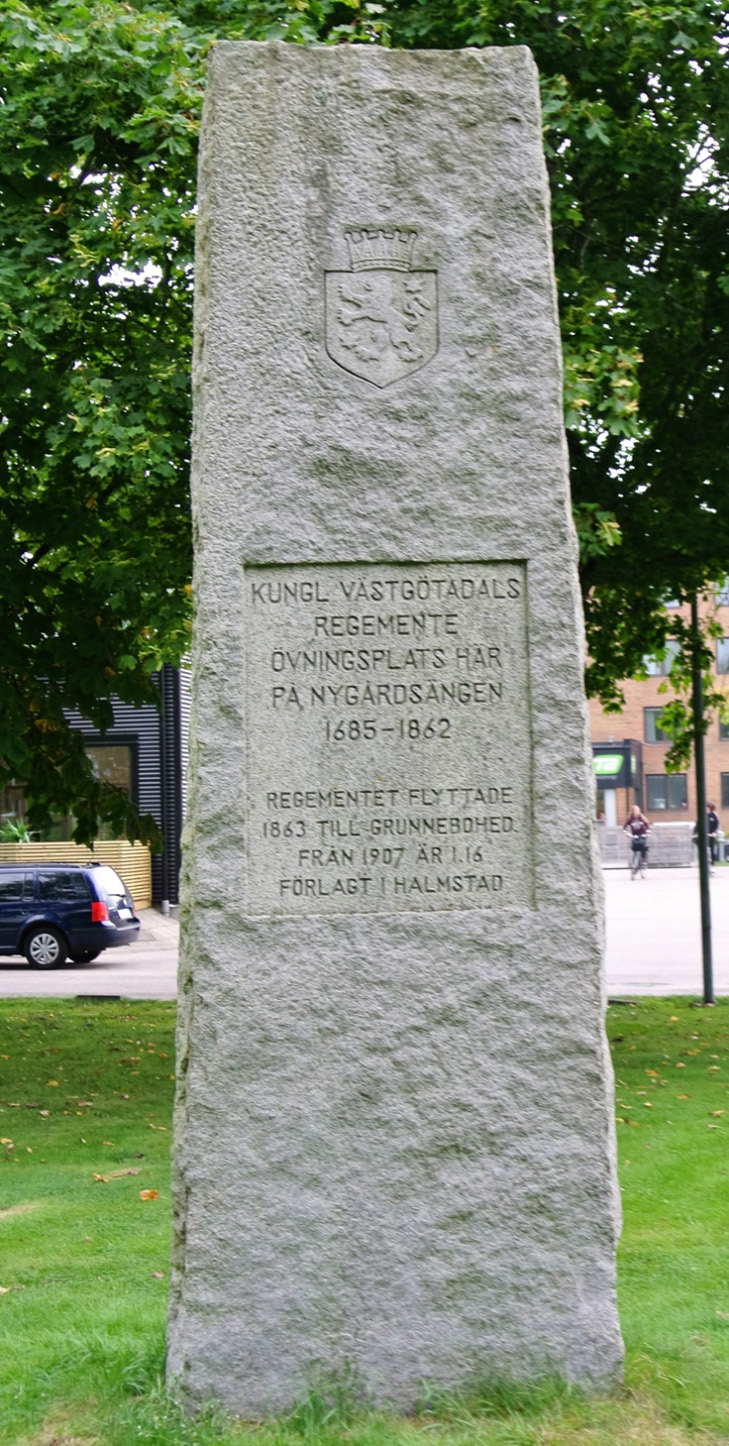 KUNGL VÄSTGÖTADALS
REGEMENTE
ÖVNINGSPLATS HÄR
PÅ NYGÅRDSÄNGEN
1685-1862
REGEMENTET FLYTTADE
1863 TILL GRUNNEBOHED.
FRÅN 1907 ÄR I.16
FÖRLAGT I HALMSTAD